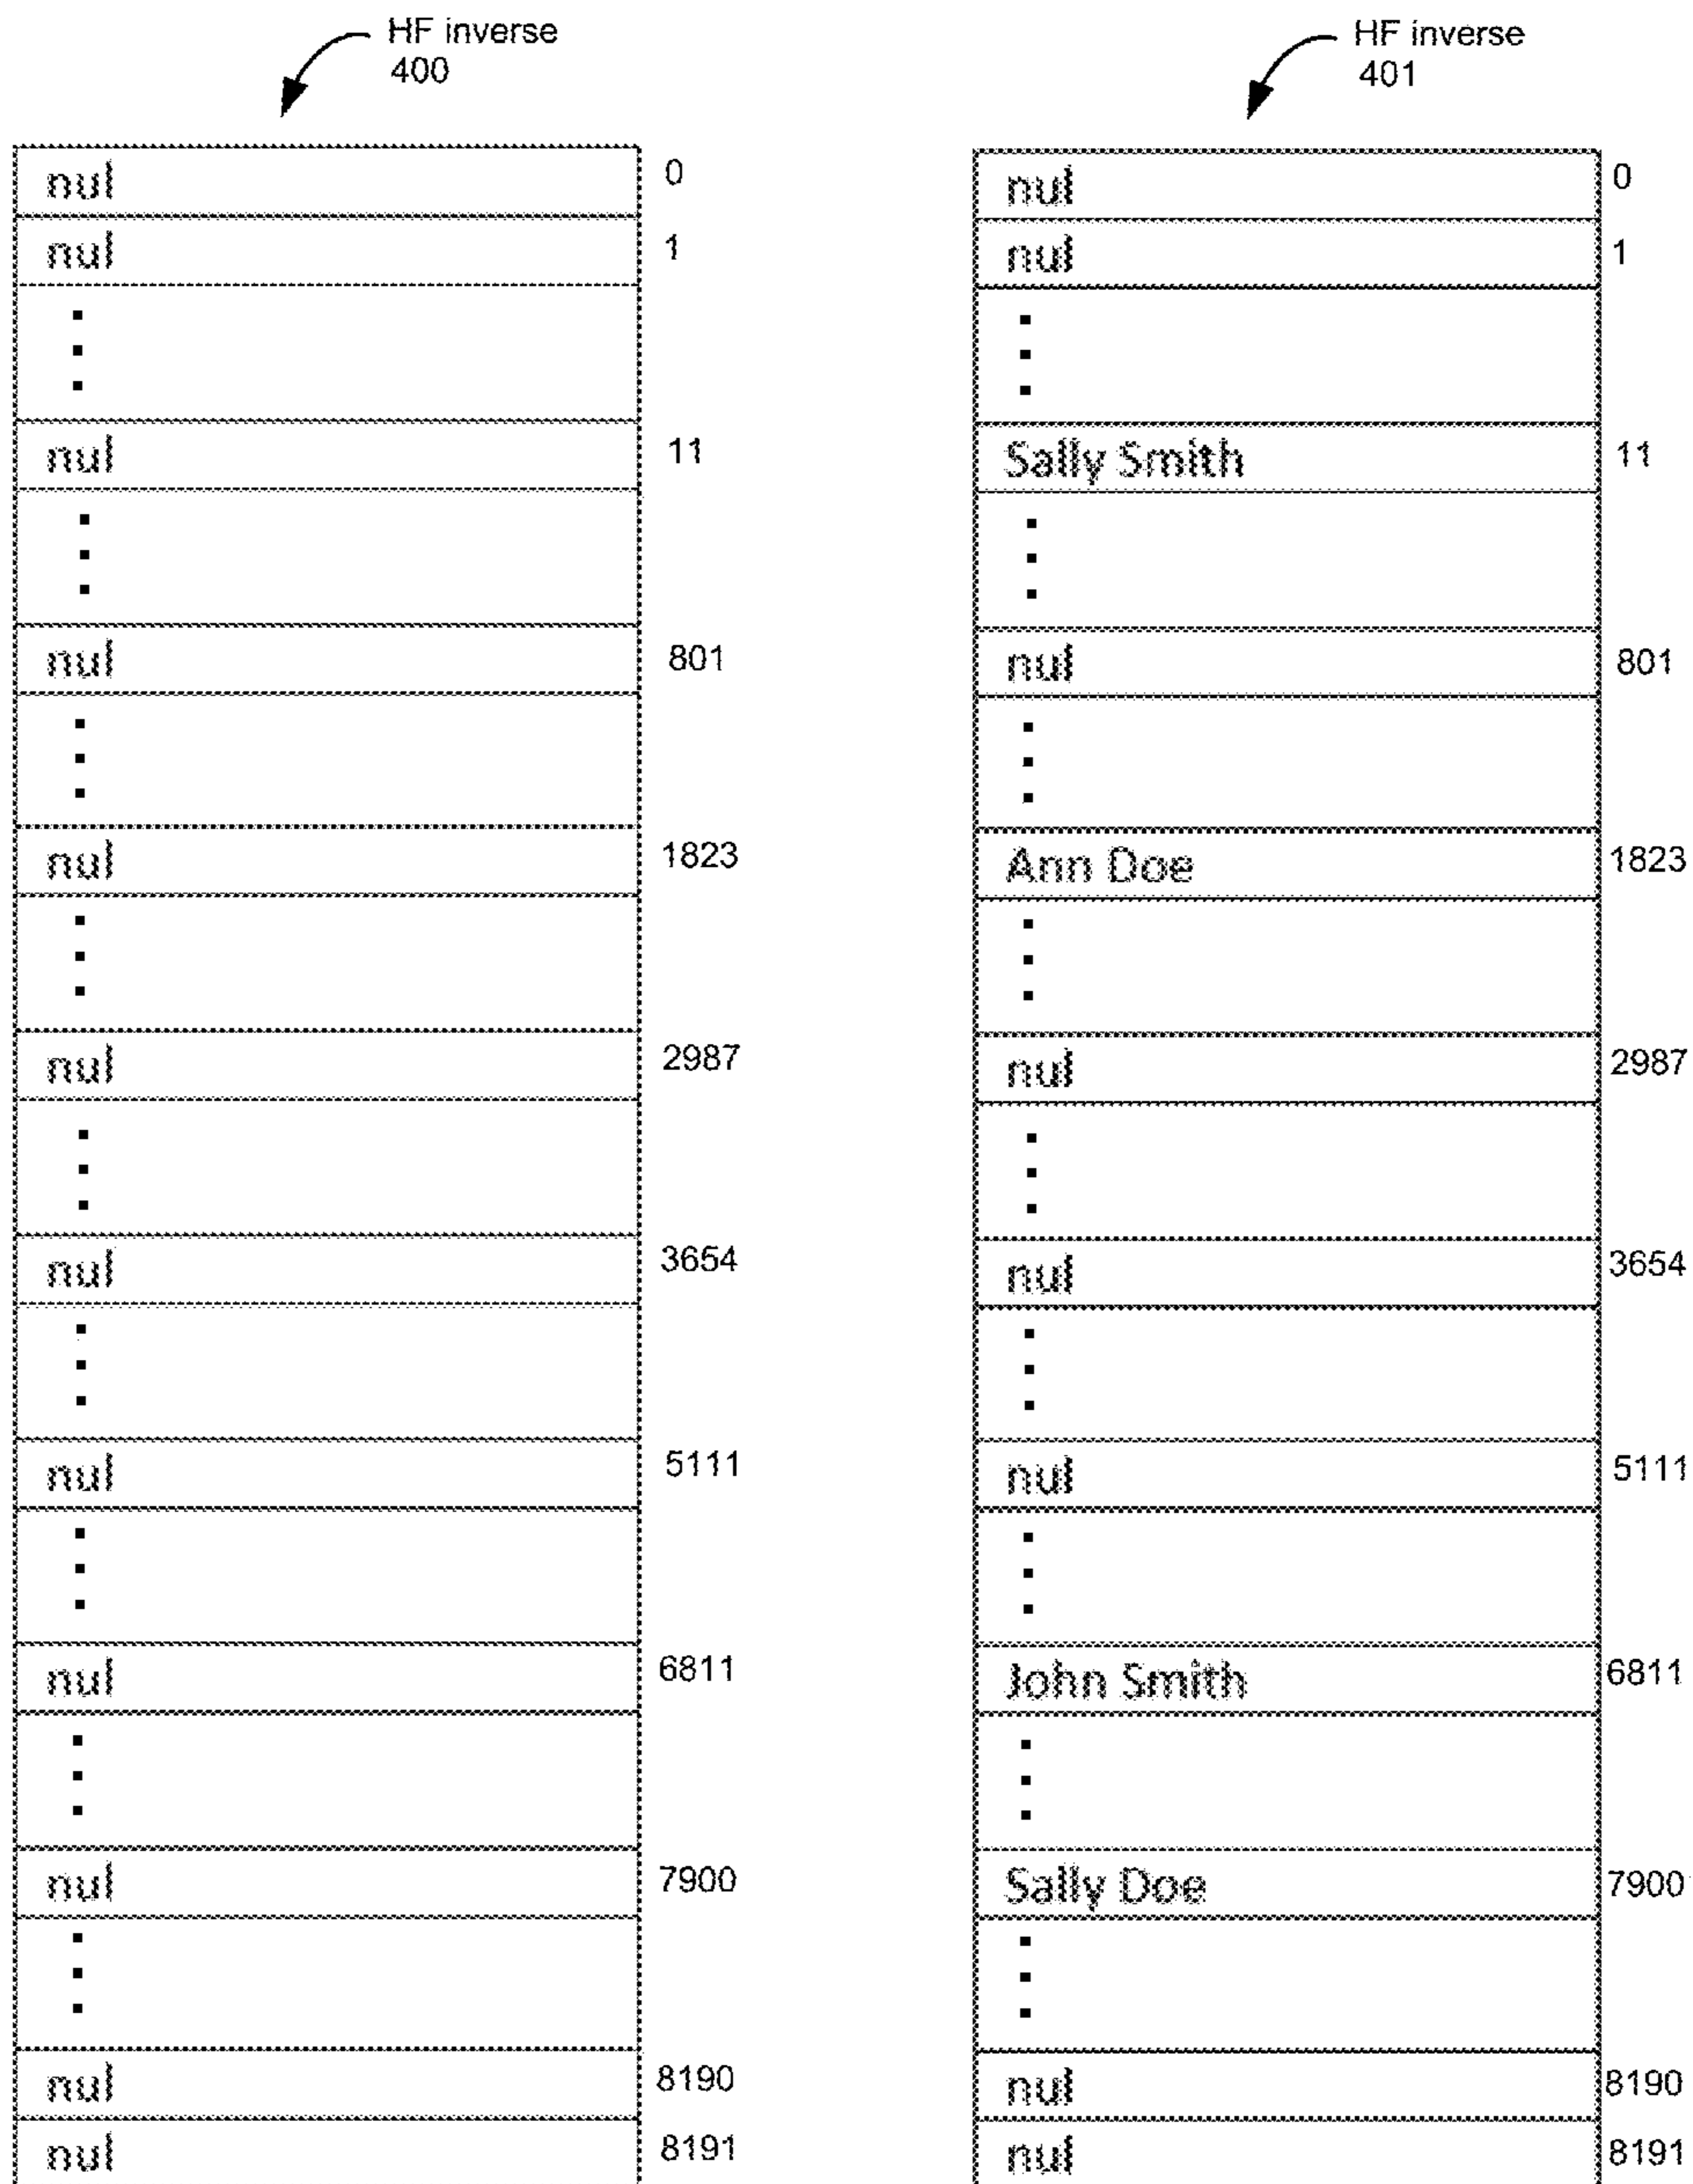 HF inverse
400
nul 0
nul 1
nul 11
nul 801
nul 1823
nul 2987
nul 3654
nul 5111
nul 6811
nul 7900
nul 8190
nul 8191
HF inverse
401
nul 0
nul 1
Sally Smith 11
nul 801
Ann Doe 1823
nul 2987
nul 3654
nul 5111
John Smith 6811
Sally Doe 7900
nul 8190
nul 8191